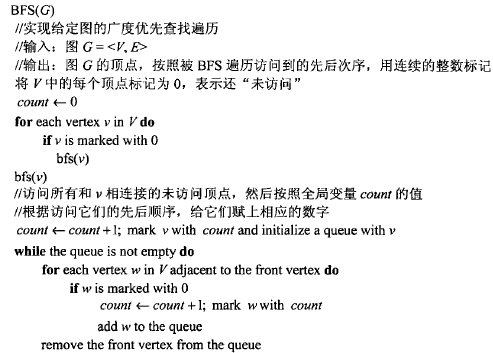 BFS(G)
//实现给定图的广度优先查找遍历
//输入：图 G = <V, E>
//输出：图 G 的顶点，按照被 BFS 遍历访问到的先后次序，用连续的整数标记
将 V 中的每个顶点标记为 0，表示还“未访问”
count ← 0
for each vertex v in V do
if v is marked with 0
bfs(v)
bfs(v)
//访问所有和 v 相连接的未访问顶点，然后按照全局变量 count 的值
//根据访问它们的先后顺序，给它们赋上相应的数字
count ← count + 1; mark v with count and initialize a queue with v
while the queue is not empty do
for each vertex w in V adjacent to the front vertex do
if w is marked with 0
count ← count + 1; mark w with count
add w to the queue
remove the front vertex from the queue